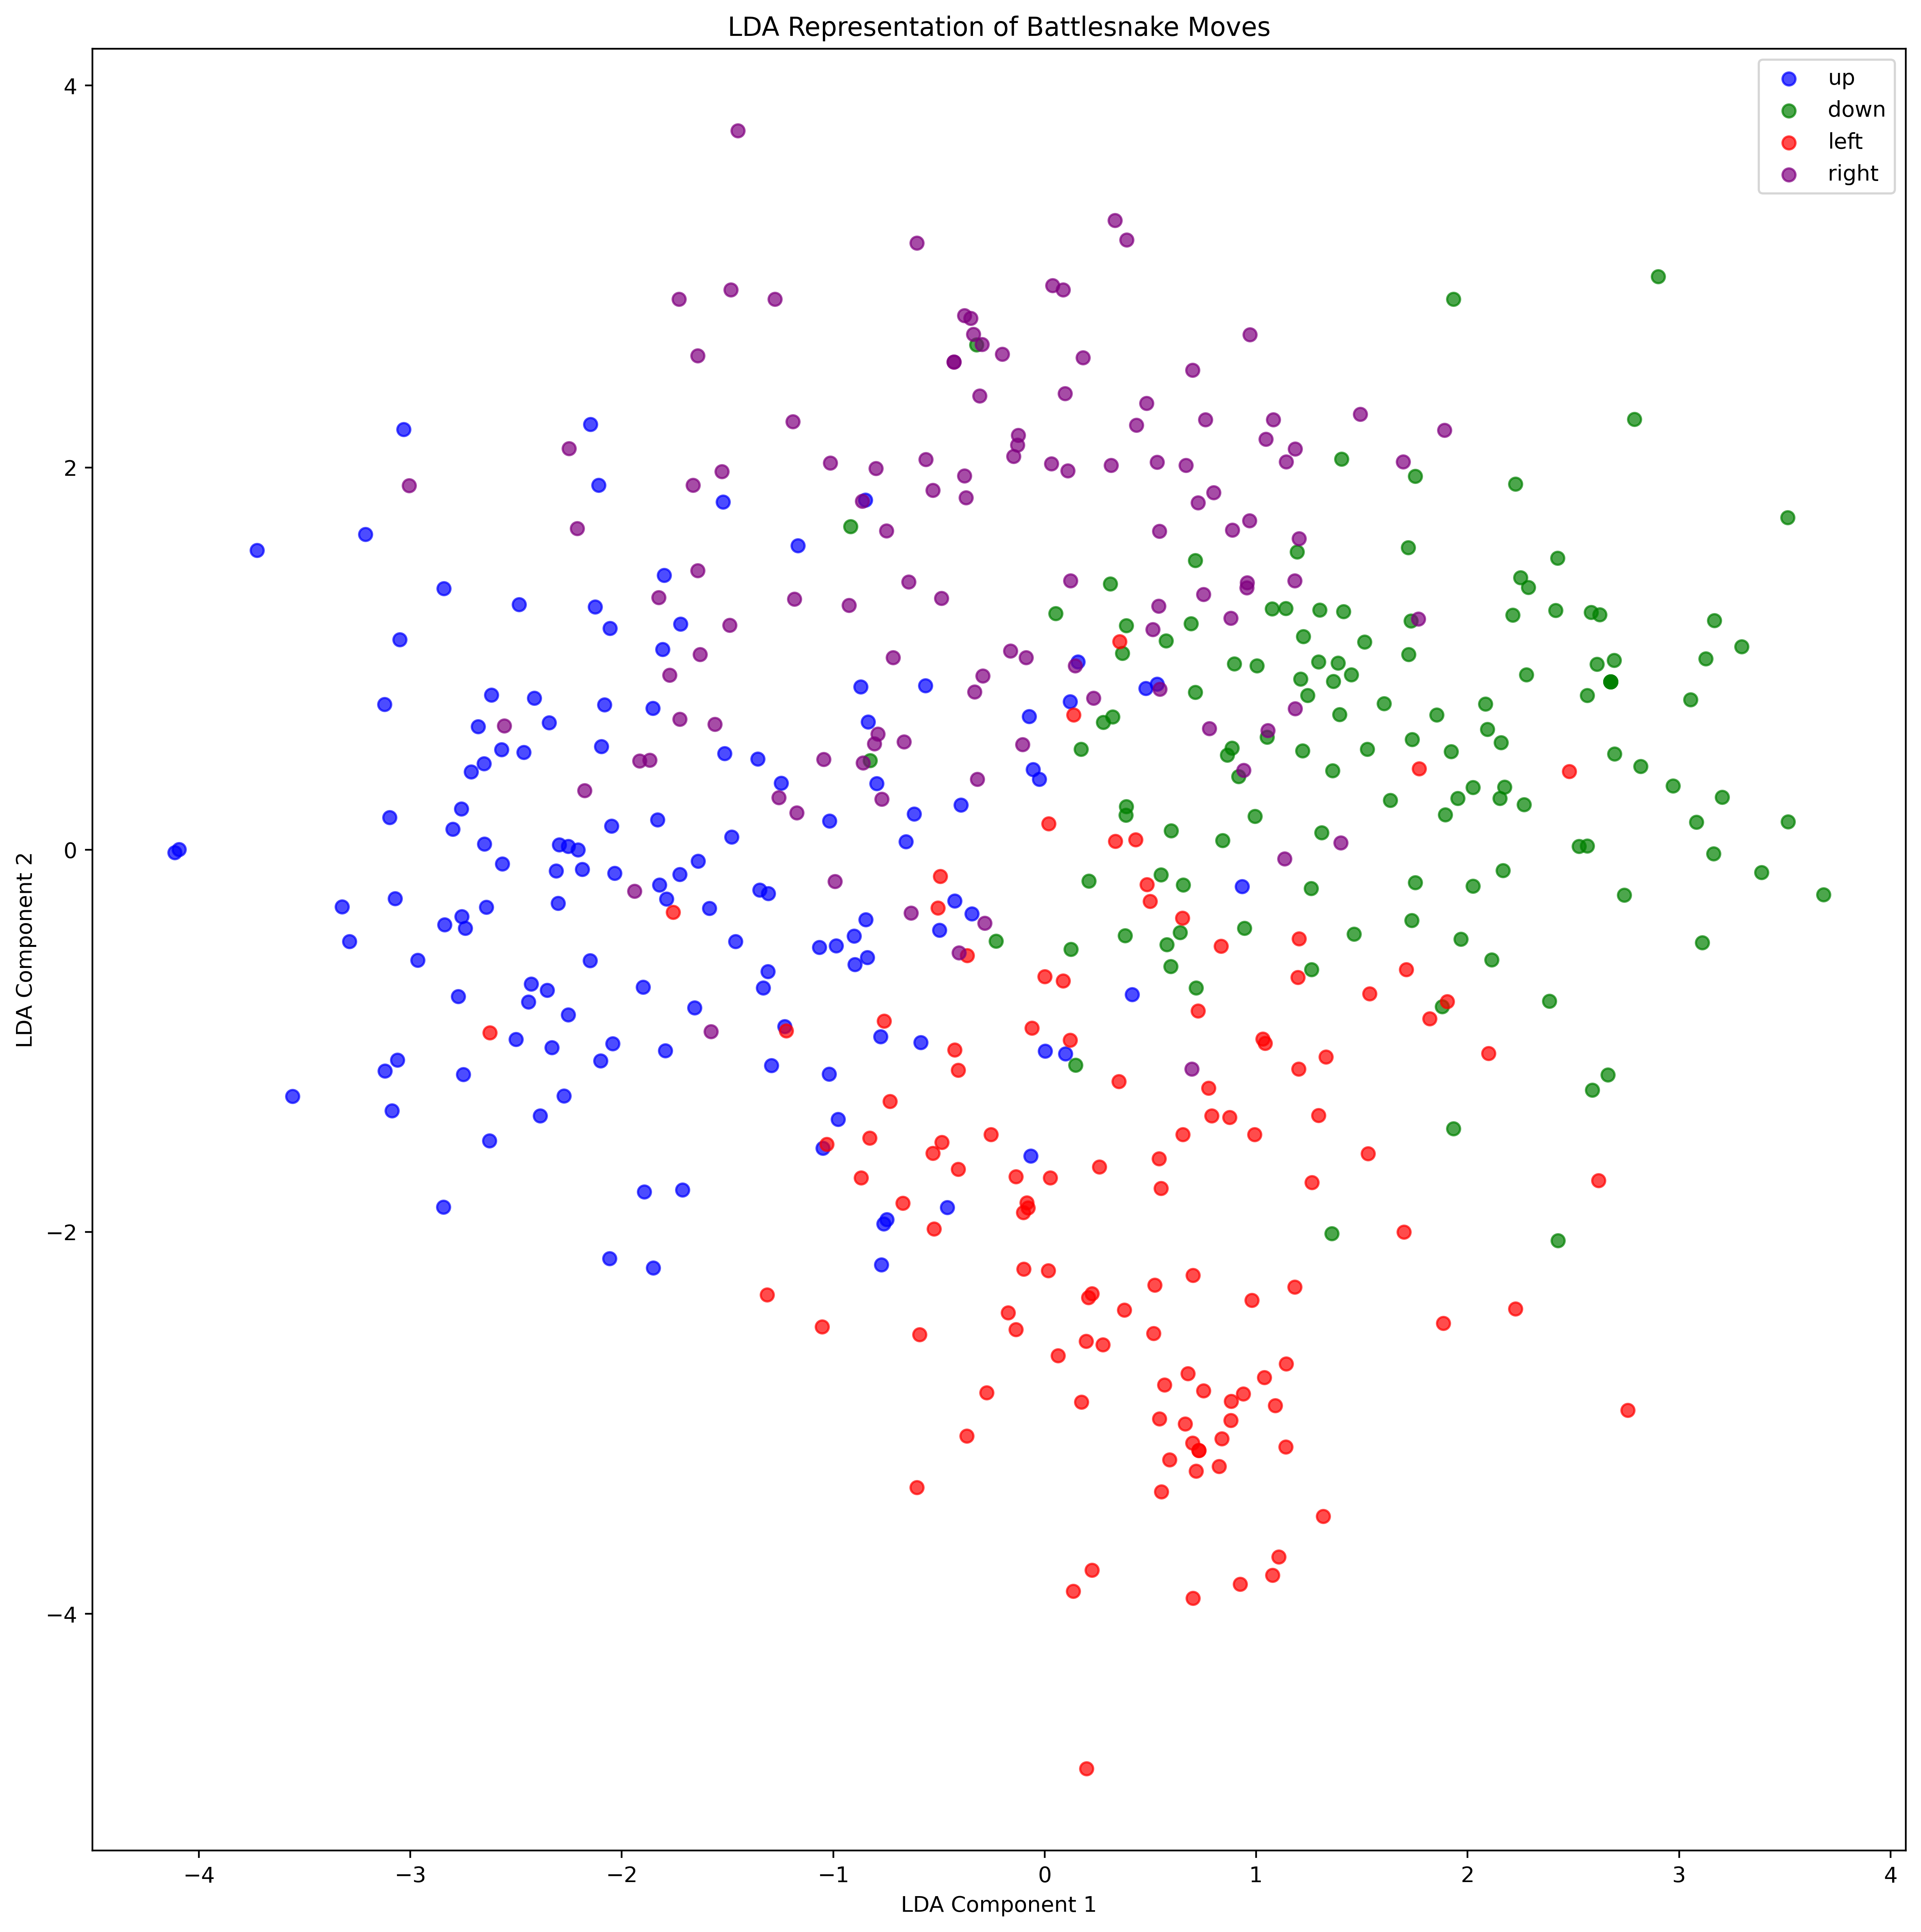 LDA Representation of Battlesnake Moves
up
down
left
right
4
2
0
−2
−4
LDA Component 2
−4
−3
−2
−1
0
1
2
3
4
LDA Component 1